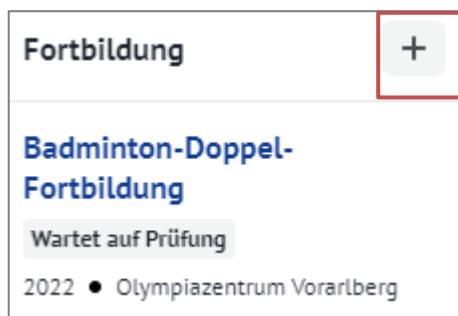 Fortbildung +
Badminton-Doppel-
Fortbildung
Wartet auf Prüfung
2022 ● Olympiazentrum Vorarlberg